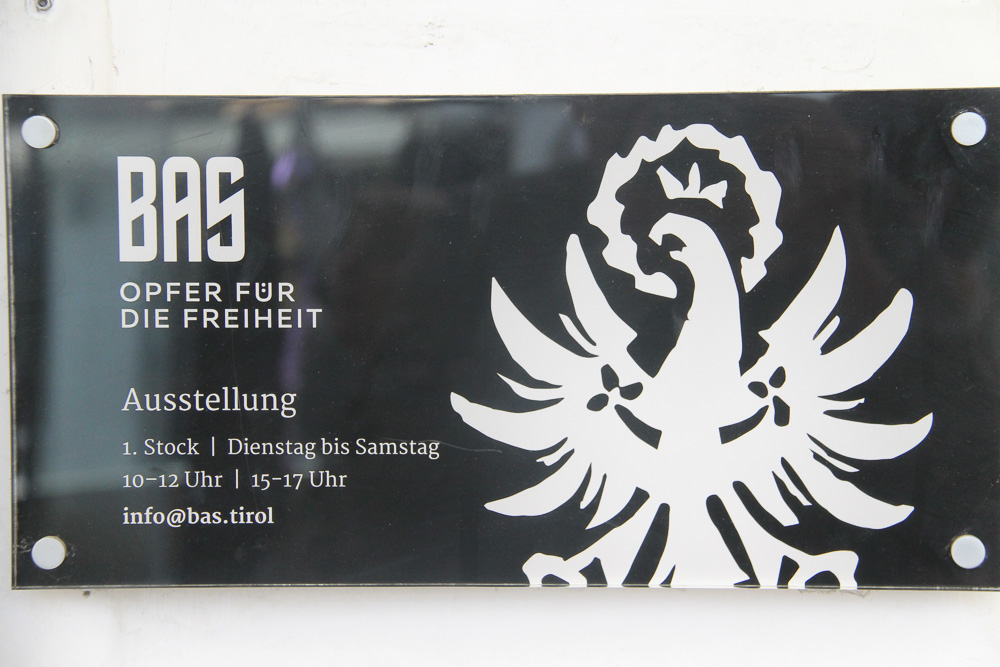 BAS
OPFER FÜR
DIE FREIHEIT
Ausstellung
1. Stock | Dienstag bis Samstag
10–12 Uhr | 15-17 Uhr
info@bas.tirol